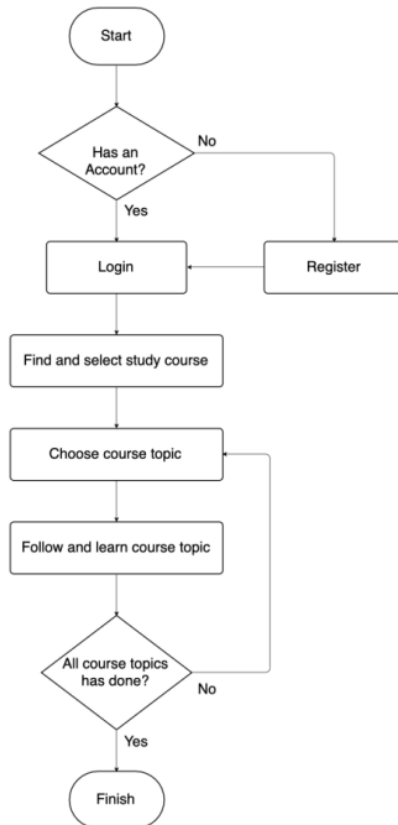 Start
No
Has an
Account?
Yes
Login
Register
Find and select study course
Choose course topic
Follow and learn course topic
All course topics
has done?
No
Yes
Finish